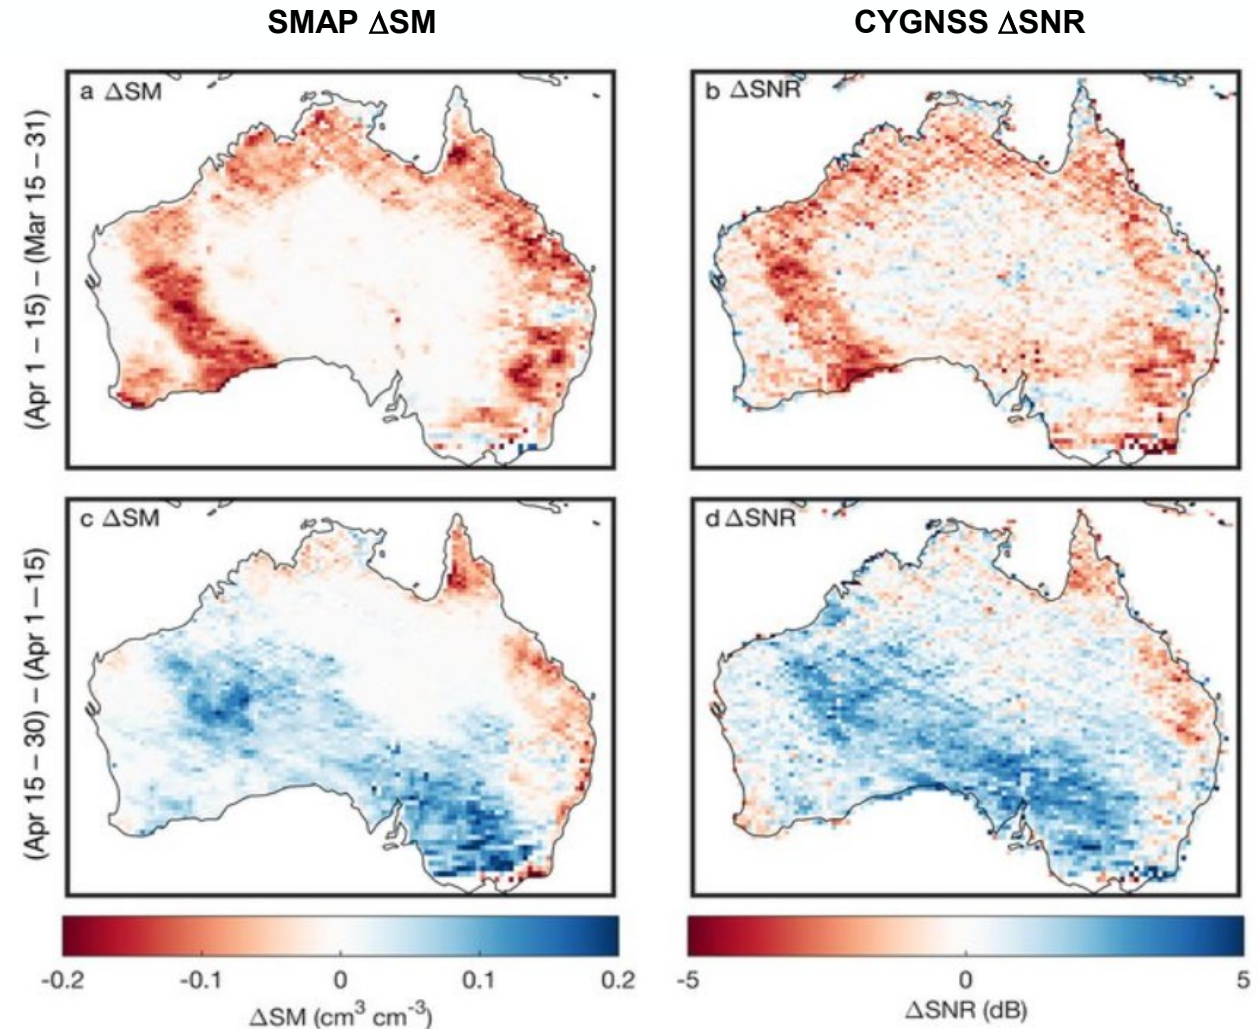 SMAP ΔSM
CYGNSS ΔSNR
(Apr 1 – 15) – (Mar 15 – 31)
a ΔSM
b ΔSNR
(Apr 15 – 30) – (Apr 1 – 15)
c ΔSM
d ΔSNR
-0.2 -0.1 0 0.1 0.2
ΔSM (cm³ cm⁻³)
-5 0 5
ΔSNR (dB)